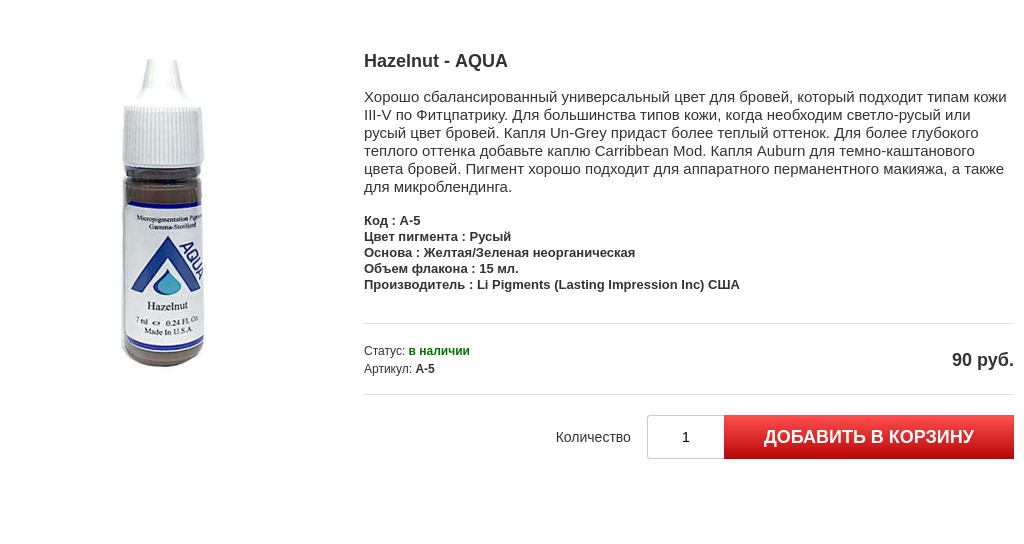 Hazelnut - AQUA
Хорошо сбалансированный универсальный цвет для бровей, который подходит типам кожи
III-V по Фитцпатрику. Для большинства типов кожи, когда необходим светло-русый или
русый цвет бровей. Капля Un-Grey придаст более теплый оттенок. Для более глубокого
теплого оттенка добавьте каплю Carribbean Mod. Капля Auburn для темно-каштанового
цвета бровей. Пигмент хорошо подходит для аппаратного перманентного макияжа, а также
для микроблендинга.
Код : А-5
Цвет пигмента : Русый
Основа : Желтая/Зеленая неорганическая
Объем флакона : 15 мл.
Производитель : Li Pigments (Lasting Impression Inc) США
Статус: в наличии
Артикул: А-5
90 руб.
Количество
1
ДОБАВИТЬ В КОРЗИНУ
Micropigmentation
Gamma-Sterilized
AQUA
Hazelnut
7 ml 0.24 Fl. Oz.
Made In U.S.A.